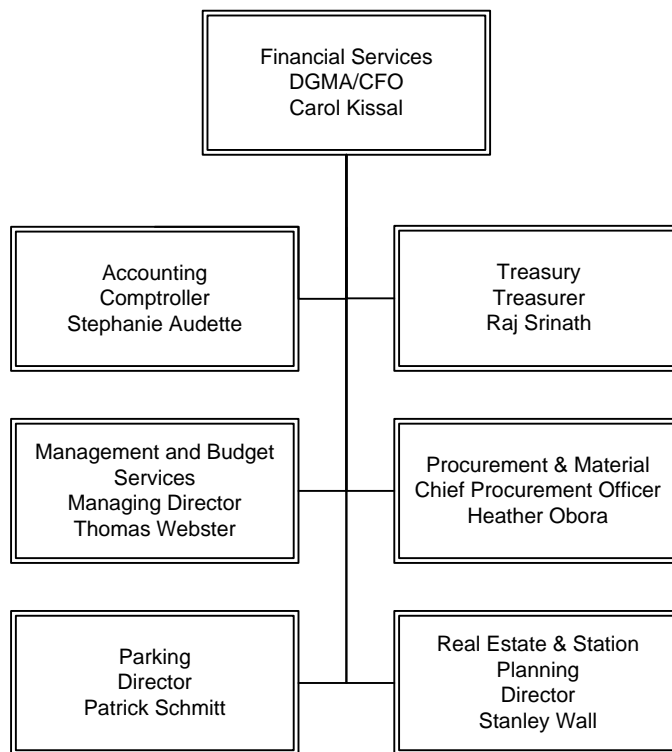 Financial Services
DGMA/CFO
Carol Kissal
Accounting
Comptroller
Stephanie Audette
Treasury
Treasurer
Raj Srinath
Management and Budget
Services
Managing Director
Thomas Webster
Procurement & Material
Chief Procurement Officer
Heather Obora
Parking
Director
Patrick Schmitt
Real Estate & Station
Planning
Director
Stanley Wall